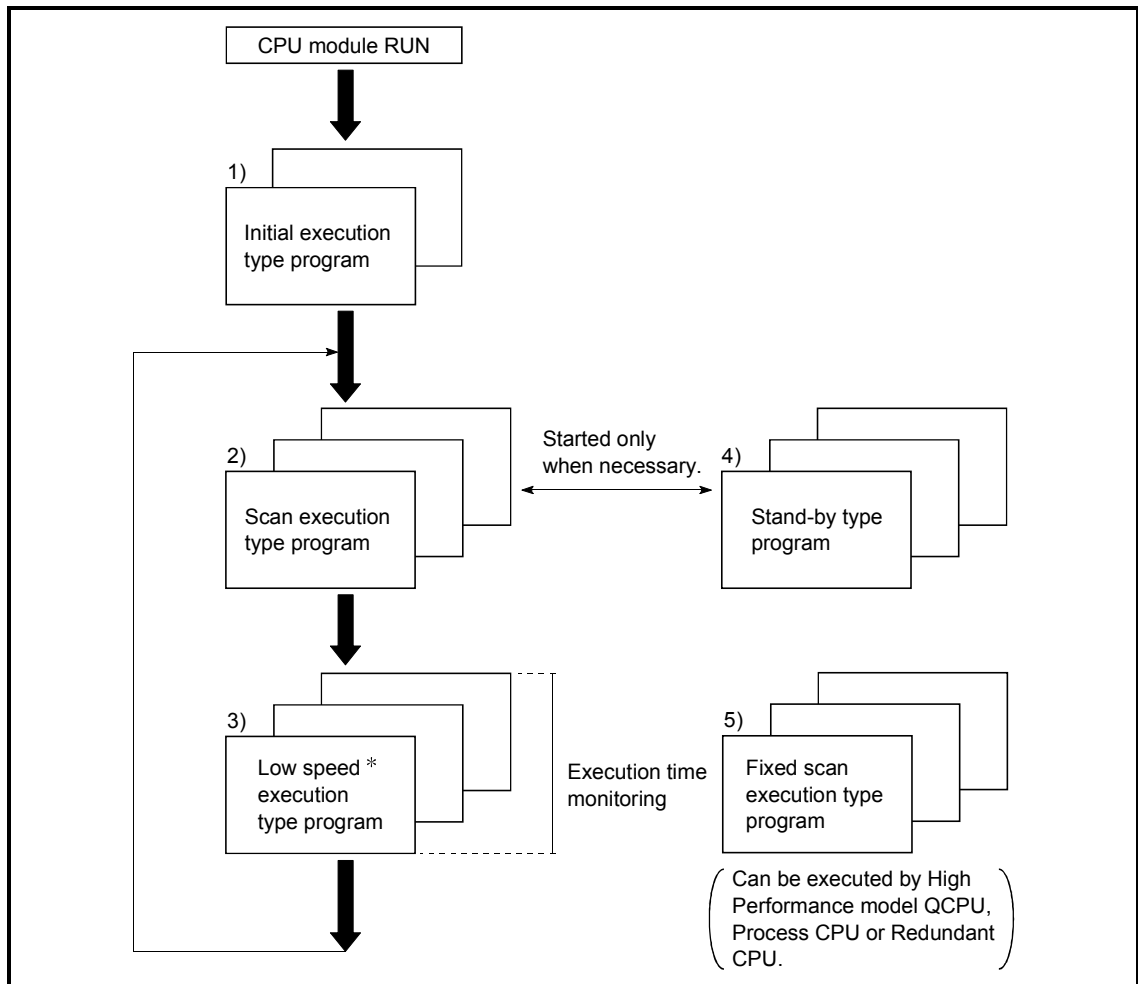 CPU module RUN
1)
Initial execution
type program
2)
Scan execution
type program
Started only
when necessary.
4)
Stand-by type
program
3)
Low speed *
execution
type program
Execution time
monitoring
5)
Fixed scan
execution type
program
Can be executed by High
Performance model QCPU,
Process CPU or Redundant
CPU.